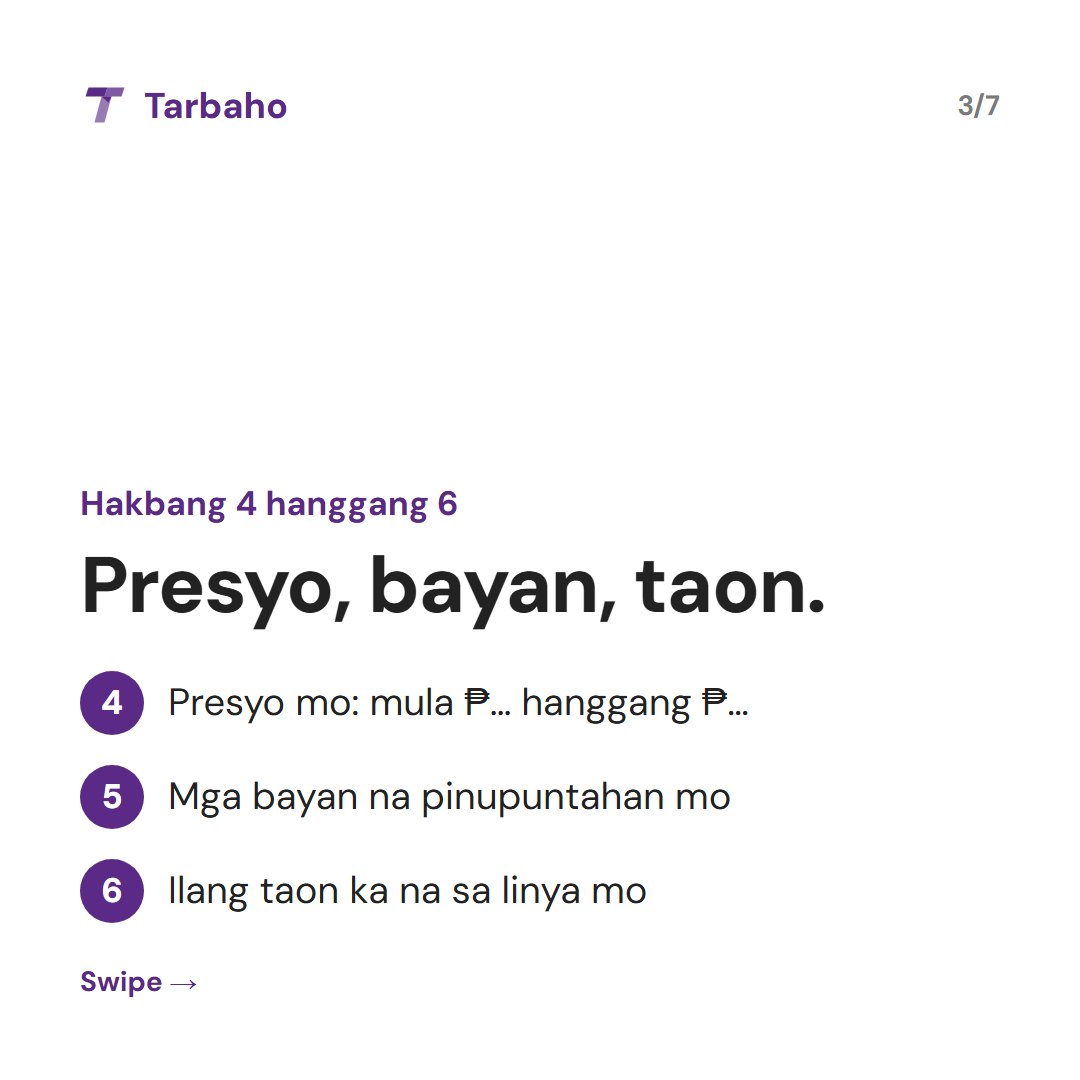 Tarbaho
3/7
Hakbang 4 hanggang 6
Presyo, bayan, taon.
4 Presyo mo: mula ₱... hanggang ₱...
5 Mga bayan na pinupuntahan mo
6 Ilang taon ka na sa linya mo
Swipe →